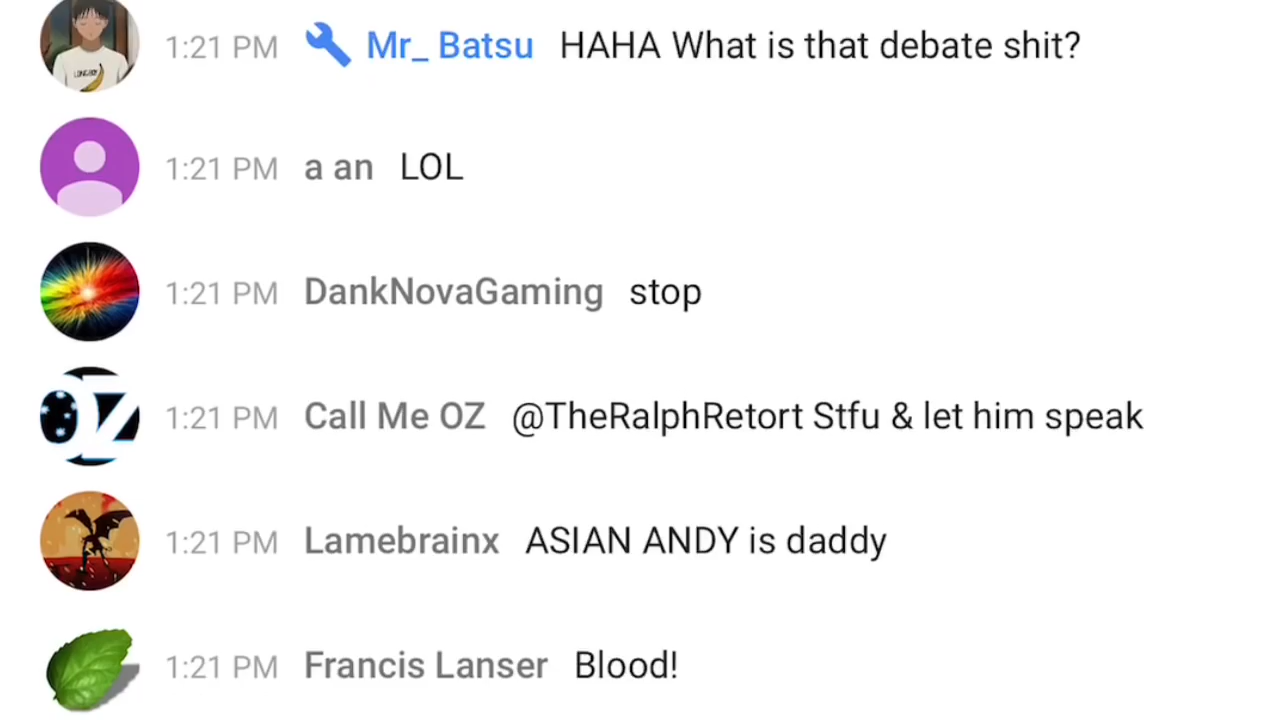 1:21 PM Mr_ Batsu HAHA What is that debate shit?
1:21 PM a an LOL
1:21 PM DankNovaGaming stop
OZ 1:21 PM Call Me OZ @TheRalphRetort Stfu & let him speak
1:21 PM Lamebrainx ASIAN ANDY is daddy
1:21 PM Francis Lanser Blood!